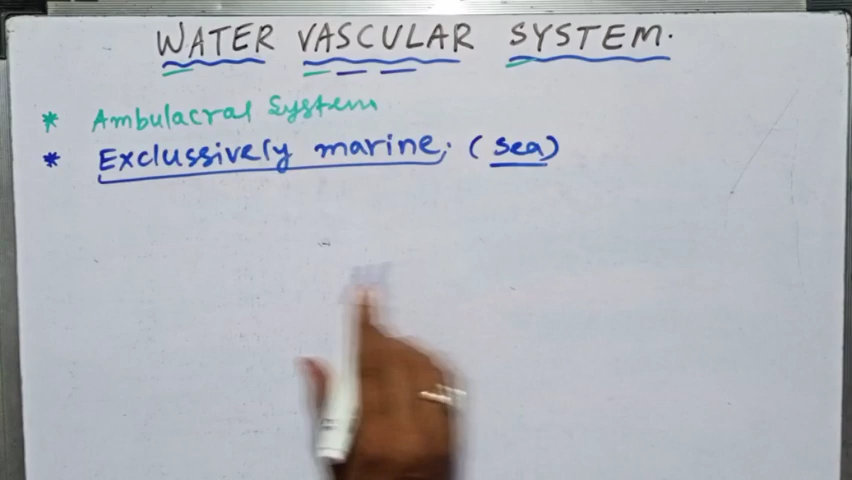 WATER VASCULAR SYSTEM.
* Ambulacral System
* Exclussively marine. (sea)